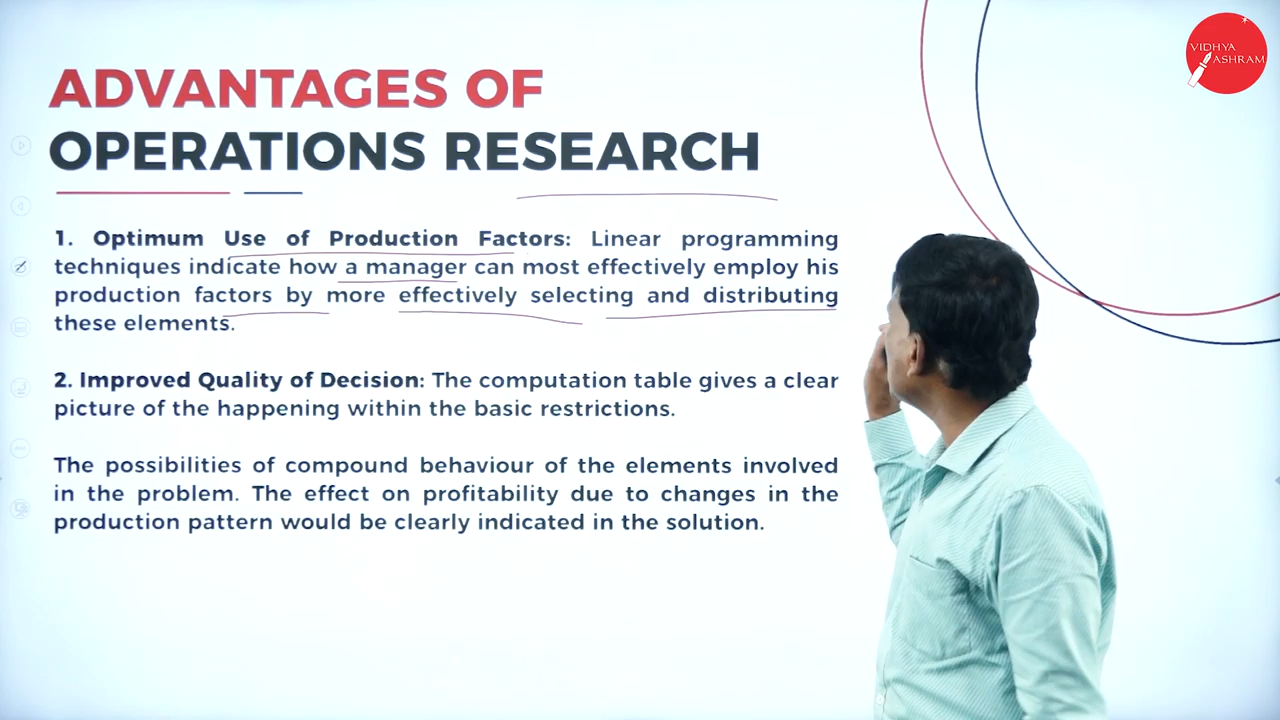 VIDHYA
ASHRAM
ADVANTAGES OF
OPERATIONS RESEARCH
1. Optimum Use of Production Factors: Linear programming
techniques indicate how a manager can most effectively employ his
production factors by more effectively selecting and distributing
these elements.
2. Improved Quality of Decision: The computation table gives a clear
picture of the happening within the basic restrictions.
The possibilities of compound behaviour of the elements involved
in the problem. The effect on profitability due to changes in the
production pattern would be clearly indicated in the solution.